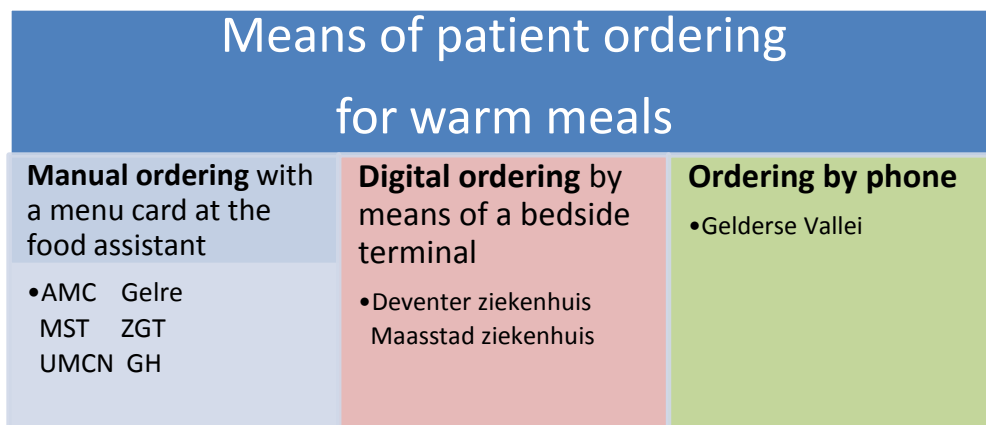 Means of patient ordering
for warm meals
Manual ordering with
a menu card at the
food assistant
•AMC Gelre
MST ZGT
UMCN GH
Digital ordering by
means of a bedside
terminal
•Deventer ziekenhuis
Maasstad ziekenhuis
Ordering by phone
•Gelderse Vallei